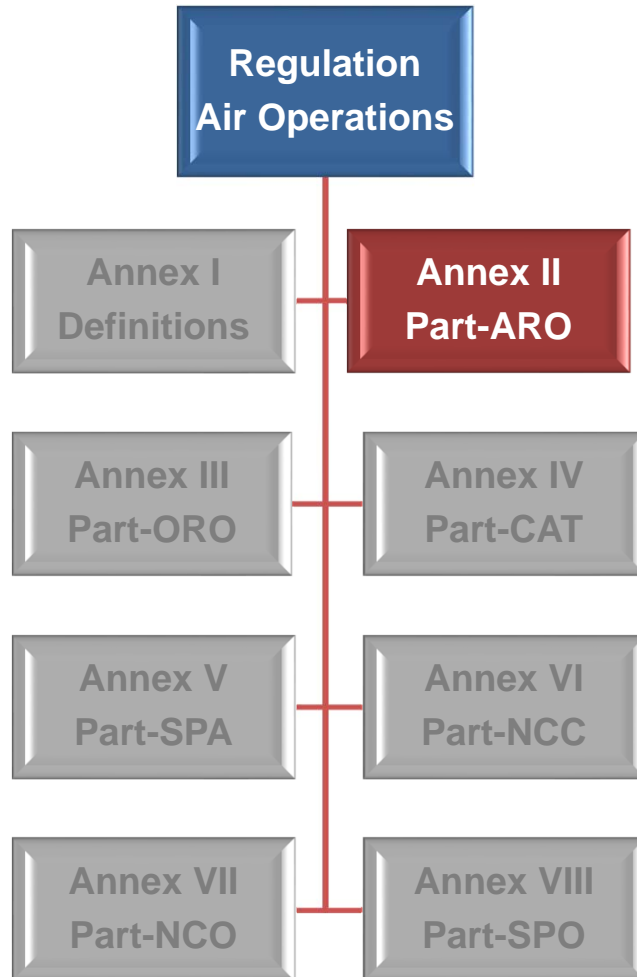 Regulation
Air Operations
Annex I
Definitions
Annex II
Part-ARO
Annex III
Part-ORO
Annex IV
Part-CAT
Annex V
Part-SPA
Annex VI
Part-NCC
Annex VII
Part-NCO
Annex VIII
Part-SPO